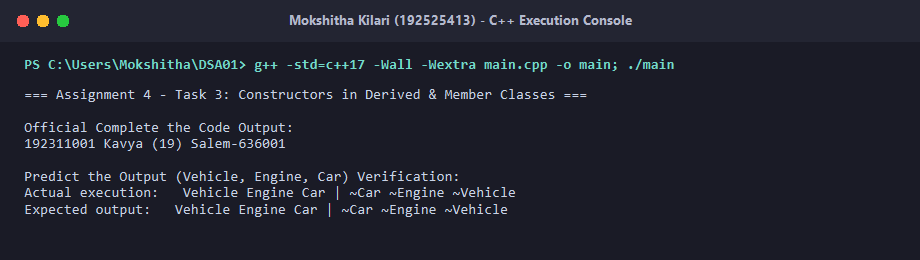 Mokshitha Kilari (192525413) - C++ Execution Console
PS C:\Users\Mokshitha\DSA01> g++ -std=c++17 -Wall -Wextra main.cpp -o main; ./main
=== Assignment 4 - Task 3: Constructors in Derived & Member Classes ===
Official Complete the Code Output:
192311001 Kavya (19) Salem-636001
Predict the Output (Vehicle, Engine, Car) Verification:
Actual execution:   Vehicle Engine Car | ~Car ~Engine ~Vehicle
Expected output:   Vehicle Engine Car | ~Car ~Engine ~Vehicle